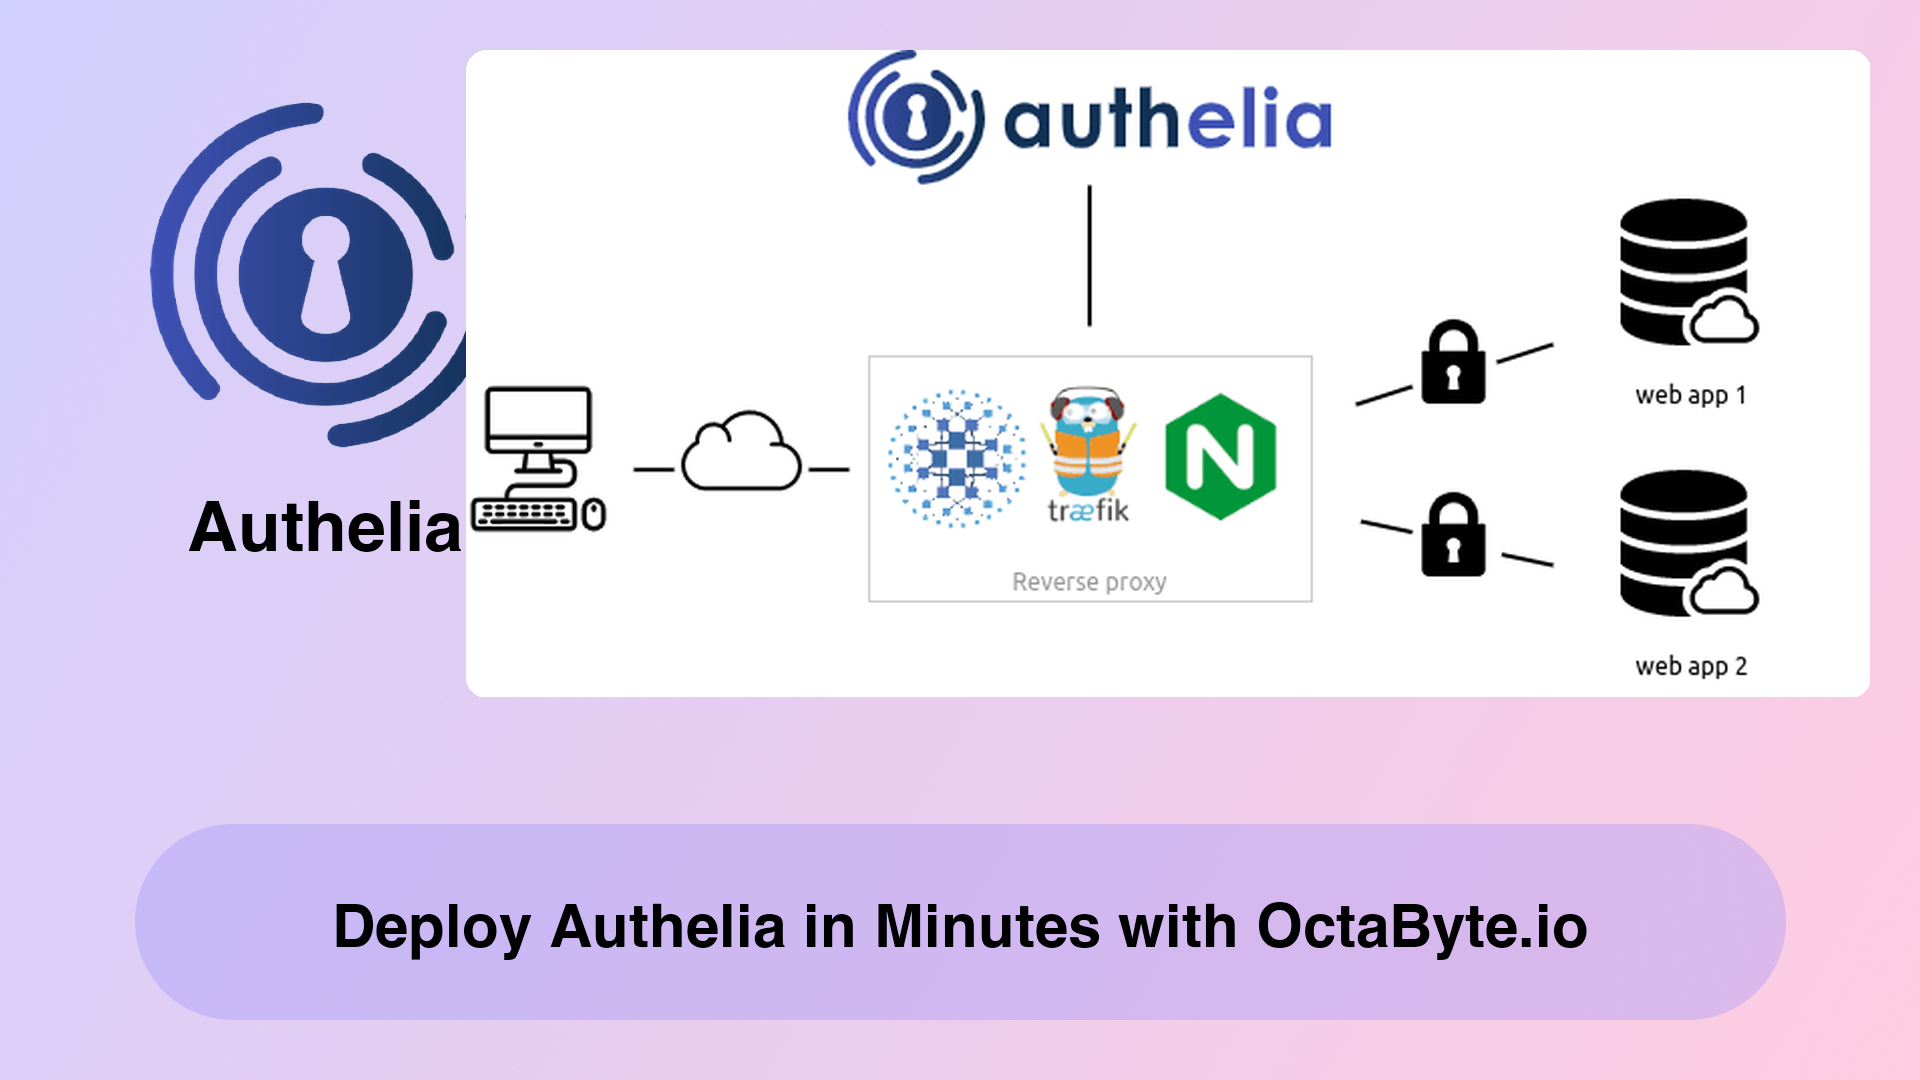 authelia
Authelia
træfik
Reverse proxy
web app 1
web app 2
Deploy Authelia in Minutes with OctaByte.io